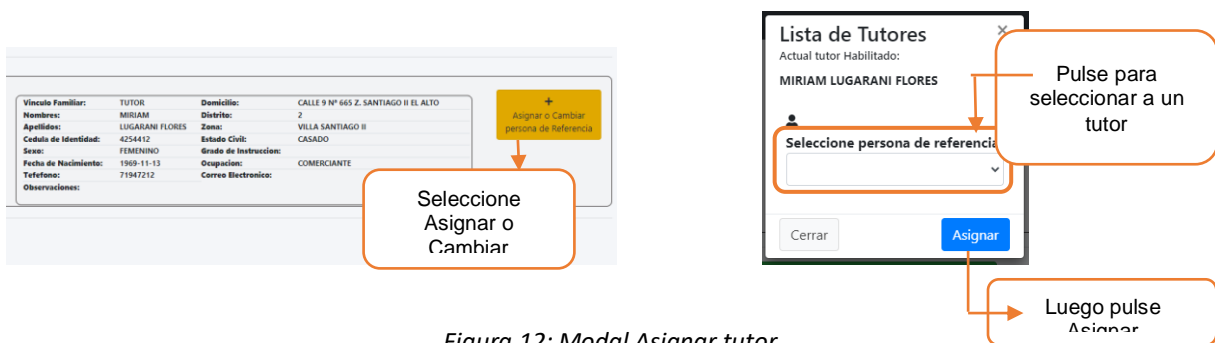 Vinculo Familiar: TUTOR Domicilio: CALLE 9 Nº 665 Z. SANTIAGO II EL ALTO
Nombres: MIRIAM Distrito: 2
Apellidos: LUGARANI FLORES Zona: VILLA SANTIAGO II
Cedula de Identidad: 4254412 Estado Civil: CASADO
Sexo: FEMENINO Grado de Instruccion:
Fecha de Nacimiento: 1969-11-13 Ocupacion: COMERCIANTE
Telefono: 71947212 Correo Electronico:
Observaciones:
+
Asignar o Cambiar
persona de Referencia
Seleccione
Asignar o
Cambiar
Lista de Tutores ×
Actual tutor Habilitado:
MIRIAM LUGARANI FLORES
Seleccione persona de referencia
Cerrar Asignar
Pulse para
seleccionar a un
tutor
Luego pulse
Asignar
Figura 12: Modal Asignar tutor